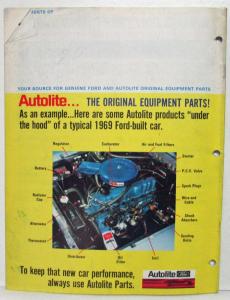 YOUR SOURCE FOR GENUINE FORD AND AUTOLITE ORIGINAL EQUIPMENT PARTS
Autolite... THE ORIGINAL EQUIPMENT PARTS!
As an example...Here are some Autolite products "under
the hood" of a typical 1969 Ford-built car.
Regulator
Carburetor
Air and Fuel Filters
Battery
Radiator
Cap
Alternator
Thermostat
Distributor
Oil
Filter
Coil
Starter
P.C.V. Valve
Spark Plugs
Wire and
Cable
Shock
Absorbers
Cooling
Units
To keep that new car performance,
always use Autolite Parts.
Autolite